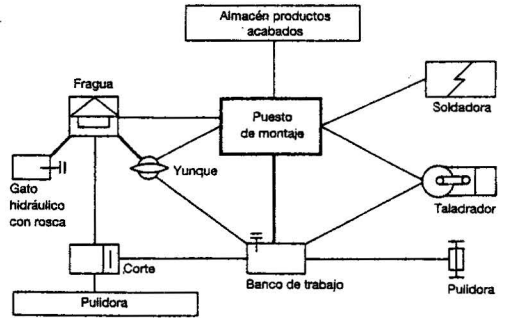 Almacén productos
acabados
Fragua
Puesto
de montaje
Soldadora
Gato
hidráulico
con rosca
Yunque
Taladrador
Corte
Banco de trabajo
Pulidora
Pulidora